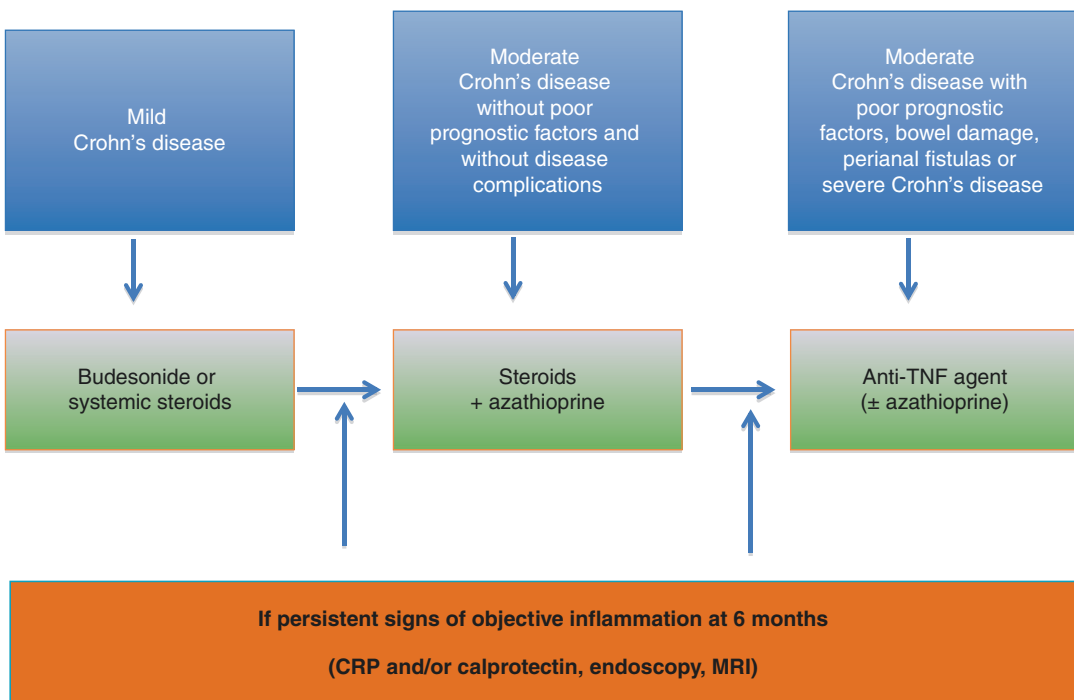 Mild
Crohn’s disease
Moderate
Crohn’s disease
without poor
prognostic factors and
without disease
complications
Moderate
Crohn’s disease with
poor prognostic
factors, bowel damage,
perianal fistulas or
severe Crohn’s disease
Budesonide or
systemic steroids
Steroids
+ azathioprine
Anti-TNF agent
(± azathioprine)
If persistent signs of objective inflammation at 6 months
(CRP and/or calprotectin, endoscopy, MRI)